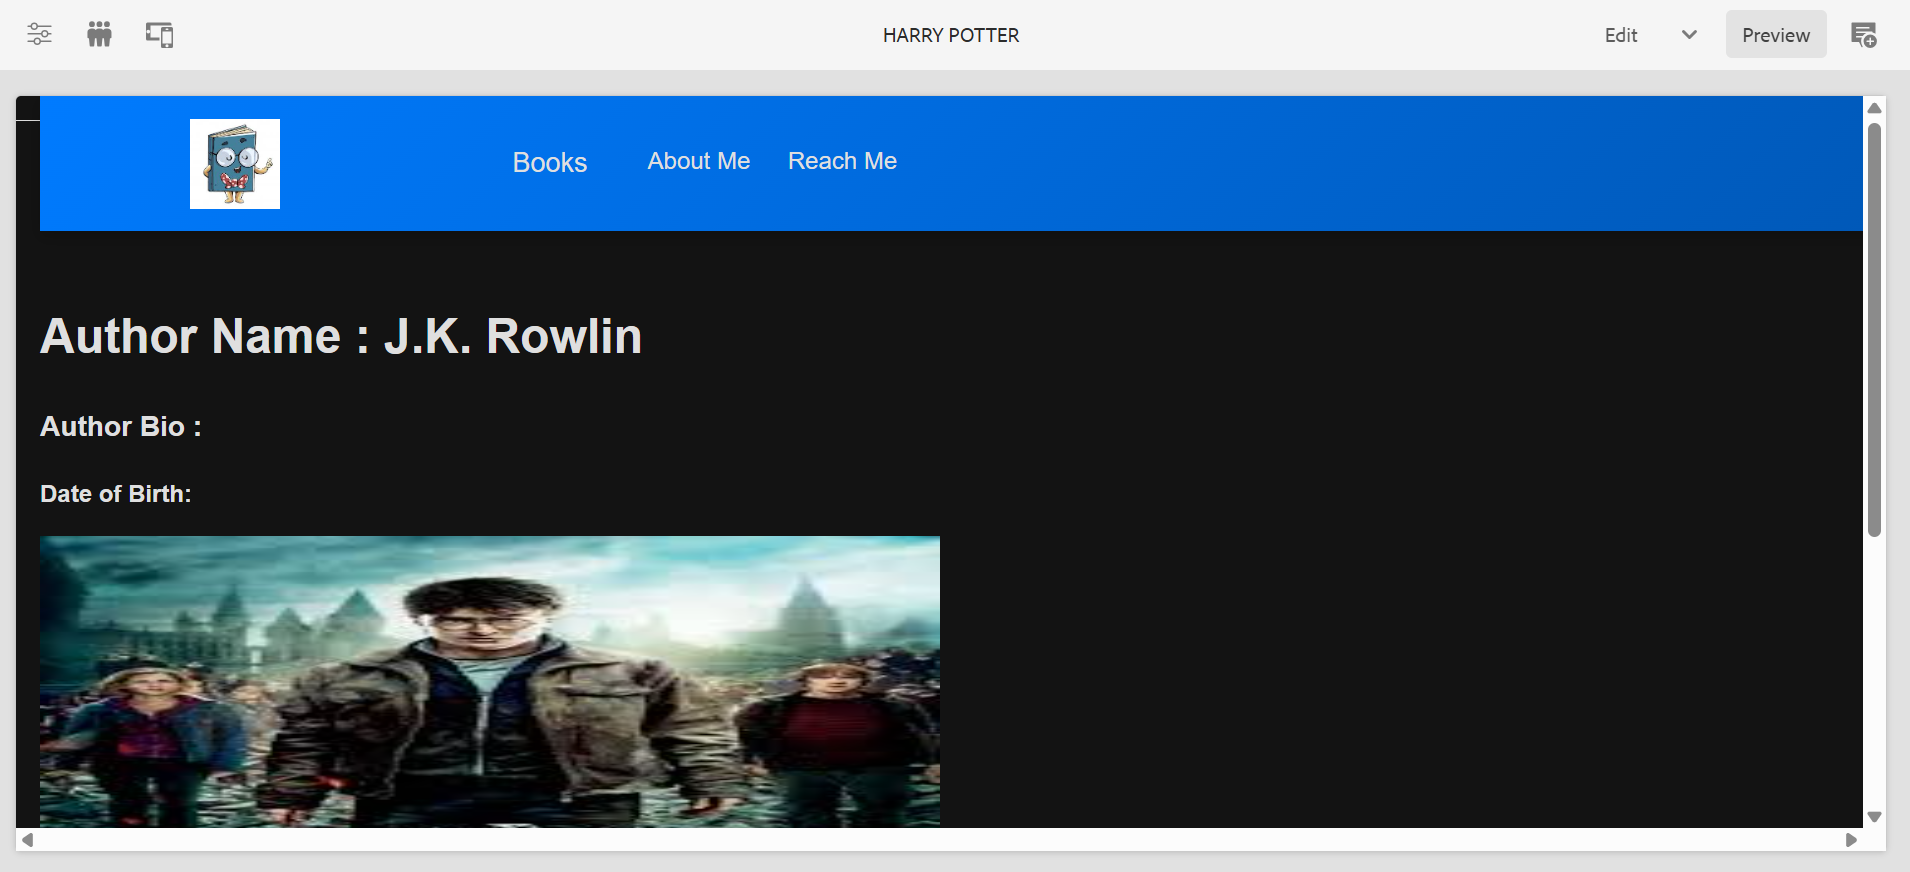 HARRY POTTER
Edit
Preview
Books
About Me
Reach Me
Author Name : J.K. Rowlin
Author Bio :
Date of Birth: